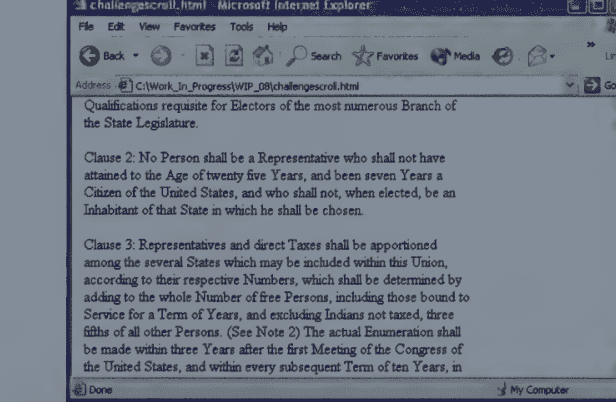 challengescroll.html - Microsoft Internet Explorer
File Edit View Favorites Tools Help
Back Search Favorites Media
Address C:\Work_In_Progress\WIP_08\challengescroll.html Go
Qualifications requisite for Electors of the most numerous Branch of
the State Legislature.
Clause 2: No Person shall be a Representative who shall not have
attained to the Age of twenty five Years, and been seven Years a
Citizen of the United States, and who shall not, when elected, be an
Inhabitant of that State in which he shall be chosen.
Clause 3: Representatives and direct Taxes shall be apportioned
among the several States which may be included within this Union,
according to their respective Numbers, which shall be determined by
adding to the whole Number of free Persons, including those bound to
Service for a Term of Years, and excluding Indians not taxed, three
fifths of all other Persons. (See Note 2) The actual Enumeration shall
be made within three Years after the first Meeting of the Congress of
the United States, and within every subsequent Term of ten Years, in
Done My Computer